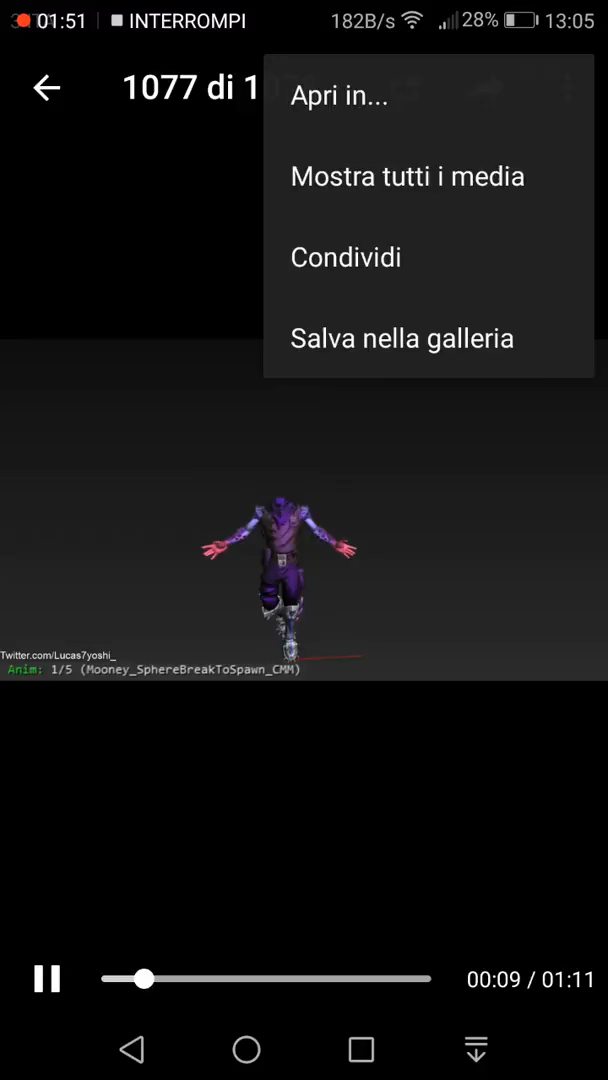 01:51 INTERROMPI 182B/s 28% 13:05
1077 di 1
Apri in...
Mostra tutti i media
Condividi
Salva nella galleria
Twitter.com/Lucas7yoshi_
Anim: 1/5 (Mooney_SphereBreakToSpawn_CMM)
00:09 / 01:11